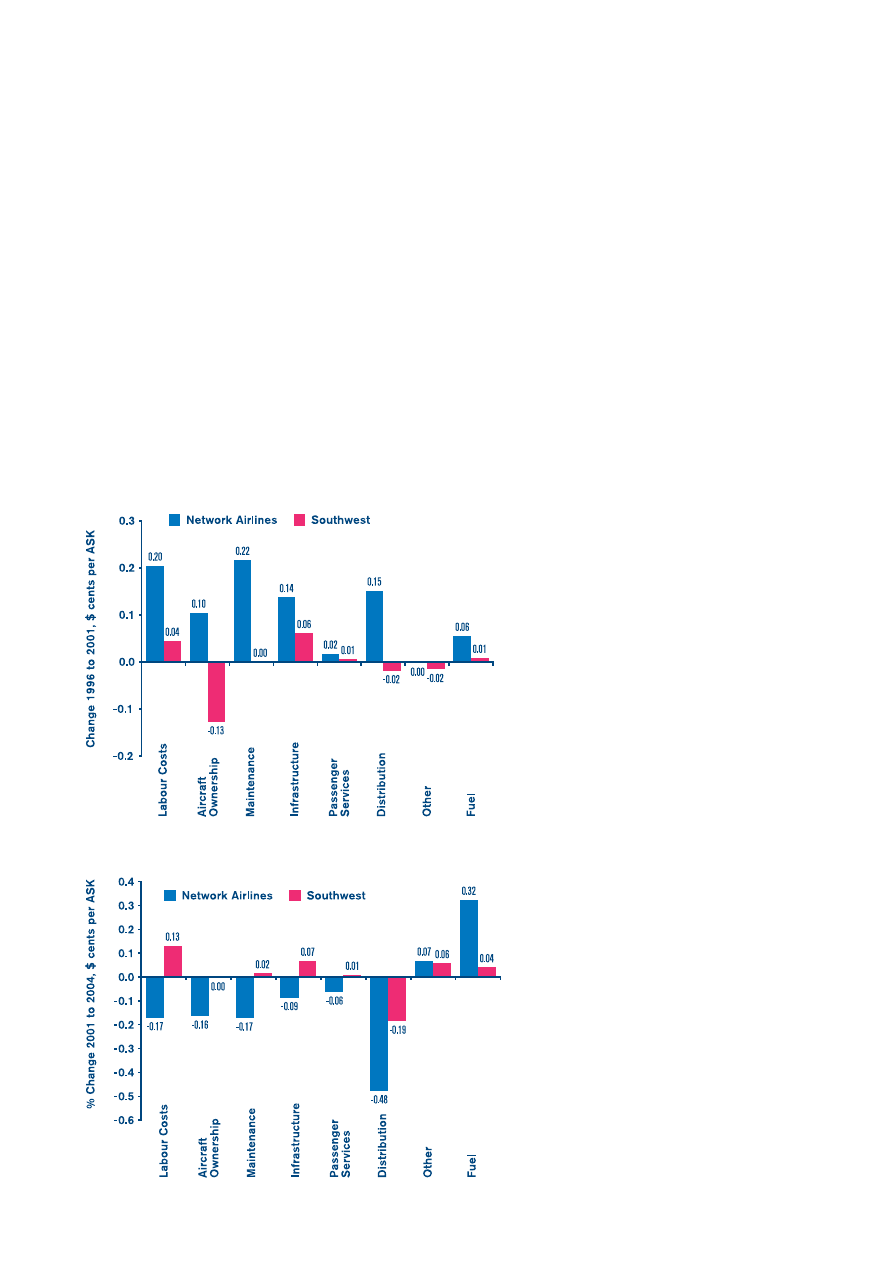 Change 1996 to 2001, $ cents per ASK
Network Airlines Southwest
0.3
0.2
0.1
0.0
-0.1
-0.2
0.20 0.04
0.10 -0.13
0.22 0.00
0.14 0.06
0.02 0.01
0.15 -0.02
0.00 -0.02
0.06 0.01
Labour Costs
Aircraft
Ownership
Maintenance
Infrastructure
Passenger
Services
Distribution
Other
Fuel
% Change 2001 to 2004, $ cents per ASK
Network Airlines Southwest
0.4
0.3
0.2
0.1
0.0
-0.1
-0.2
-0.3
-0.4
-0.5
-0.6
-0.17 0.13
-0.16 0.00
-0.17 0.02
-0.09 0.07
-0.06 0.01
-0.48 -0.19
0.07 0.06
0.32 0.04
Labour Costs
Aircraft
Ownership
Maintenance
Infrastructure
Passenger
Services
Distribution
Other
Fuel